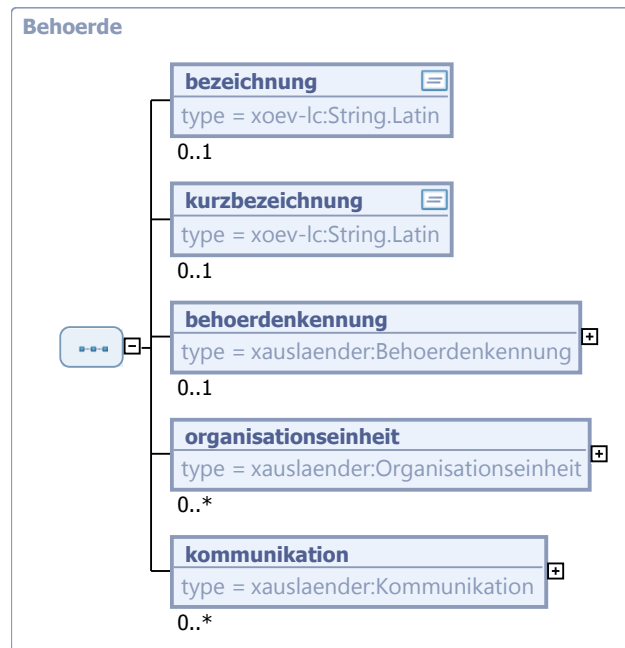 Behoerde
bezeichnung
type = xoev-lc:String.Latin
0..1
kurzbezeichnung
type = xoev-lc:String.Latin
0..1
behoerdenkennung
type = xauslaender:Behoerdenkennung
0..1
organisationseinheit
type = xauslaender:Organisationseinheit
0..*
kommunikation
type = xauslaender:Kommunikation
0..*